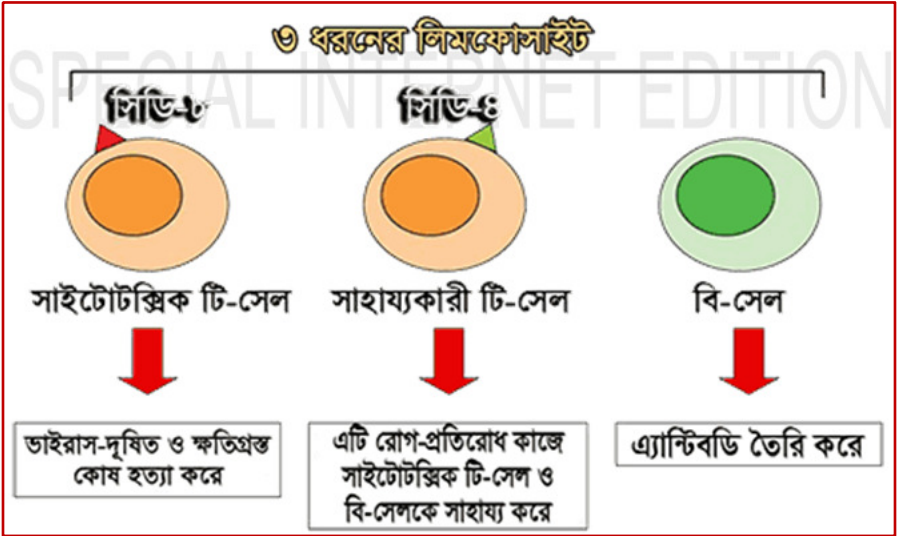 ৩ ধরনের লিমফোসাইট
SPECIAL INTERNET EDITION
সিডি-৮
সিডি-৪
সাইটোটক্সিক টি-সেল
সাহায্যকারী টি-সেল
বি-সেল
ভাইরাস-দূষিত ও ক্ষতিগ্রস্ত
কোষ হত্যা করে
এটি রোগ-প্রতিরোধ কাজে
সাইটোটক্সিক টি-সেল ও
বি-সেলকে সাহায্য করে
এ্যান্টিবডি তৈরি করে